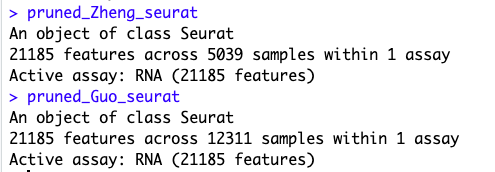 > pruned_Zheng_seurat
An object of class Seurat
21185 features across 5039 samples within 1 assay
Active assay: RNA (21185 features)
> pruned_Guo_seurat
An object of class Seurat
21185 features across 12311 samples within 1 assay
Active assay: RNA (21185 features)